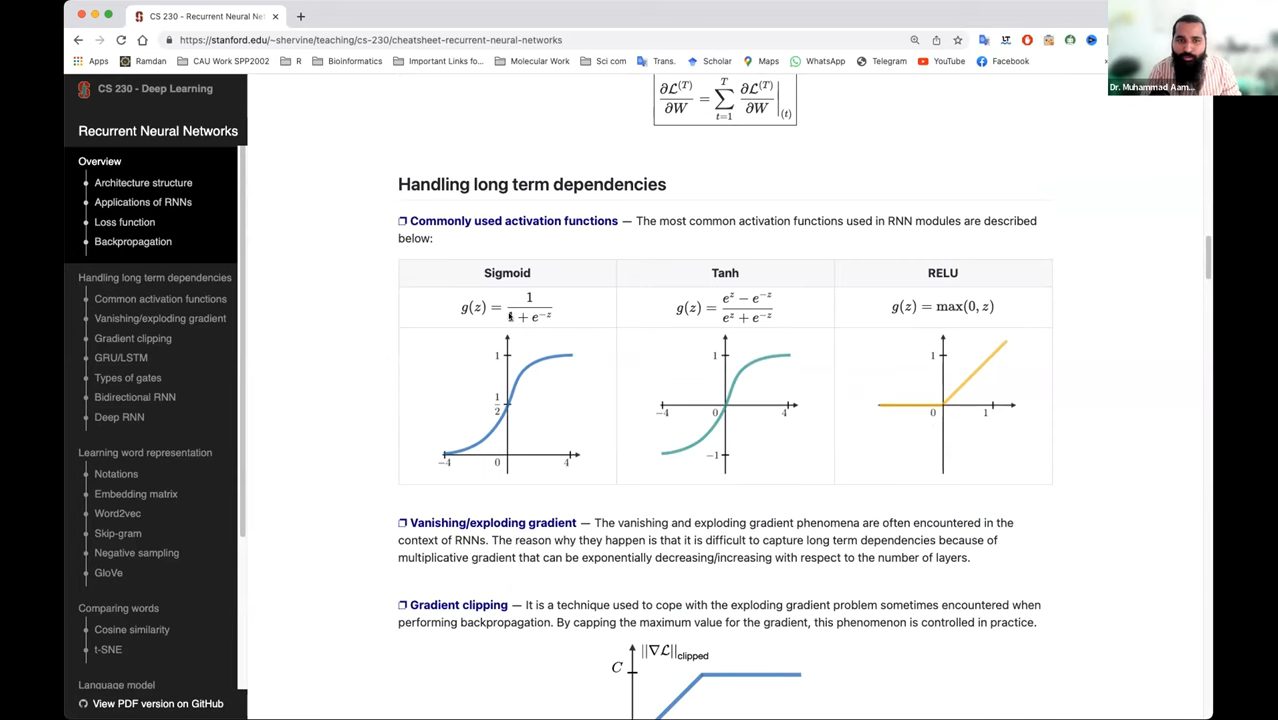 CS 230 - Recurrent Neural Net
https://stanford.edu/~shervine/teaching/cs-230/cheatsheet-recurrent-neural-networks
Apps
Ramdan
CAU Work SPP2002
R
Bioinformatics
Important Links fo...
Molecular Work
Sci com
Trans.
Scholar
Maps
WhatsApp
Telegram
YouTube
Facebook
Dr. Muhammad Aam...
CS 230 - Deep Learning
Recurrent Neural Networks
Overview
Architecture structure
Applications of RNNs
Loss function
Backpropagation
Handling long term dependencies
Common activation functions
Vanishing/exploding gradient
Gradient clipping
GRU/LSTM
Types of gates
Bidirectional RNN
Deep RNN
Learning word representation
Notations
Embedding matrix
Word2vec
Skip-gram
Negative sampling
GloVe
Comparing words
Cosine similarity
t-SNE
Language model
View PDF version on GitHub
∂ℒ^(T)/∂W = ∑_{t=1}^{T} ∂ℒ^(T)/∂W |_(t)
Handling long term dependencies
Commonly used activation functions — The most common activation functions used in RNN modules are described
below:
Sigmoid Tanh RELU
g(z) = 1/(1 + e^{-z}) g(z) = (e^z − e^{-z})/(e^z + e^{-z}) g(z) = max(0, z)
1
1/2
−4 0 4
1
−4 0 4
−1
1
0 1
Vanishing/exploding gradient — The vanishing and exploding gradient phenomena are often encountered in the
context of RNNs. The reason why they happen is that it is difficult to capture long term dependencies because of
multiplicative gradient that can be exponentially decreasing/increasing with respect to the number of layers.
Gradient clipping — It is a technique used to cope with the exploding gradient problem sometimes encountered when
performing backpropagation. By capping the maximum value for the gradient, this phenomenon is controlled in practice.
||∇ℒ||clipped
C